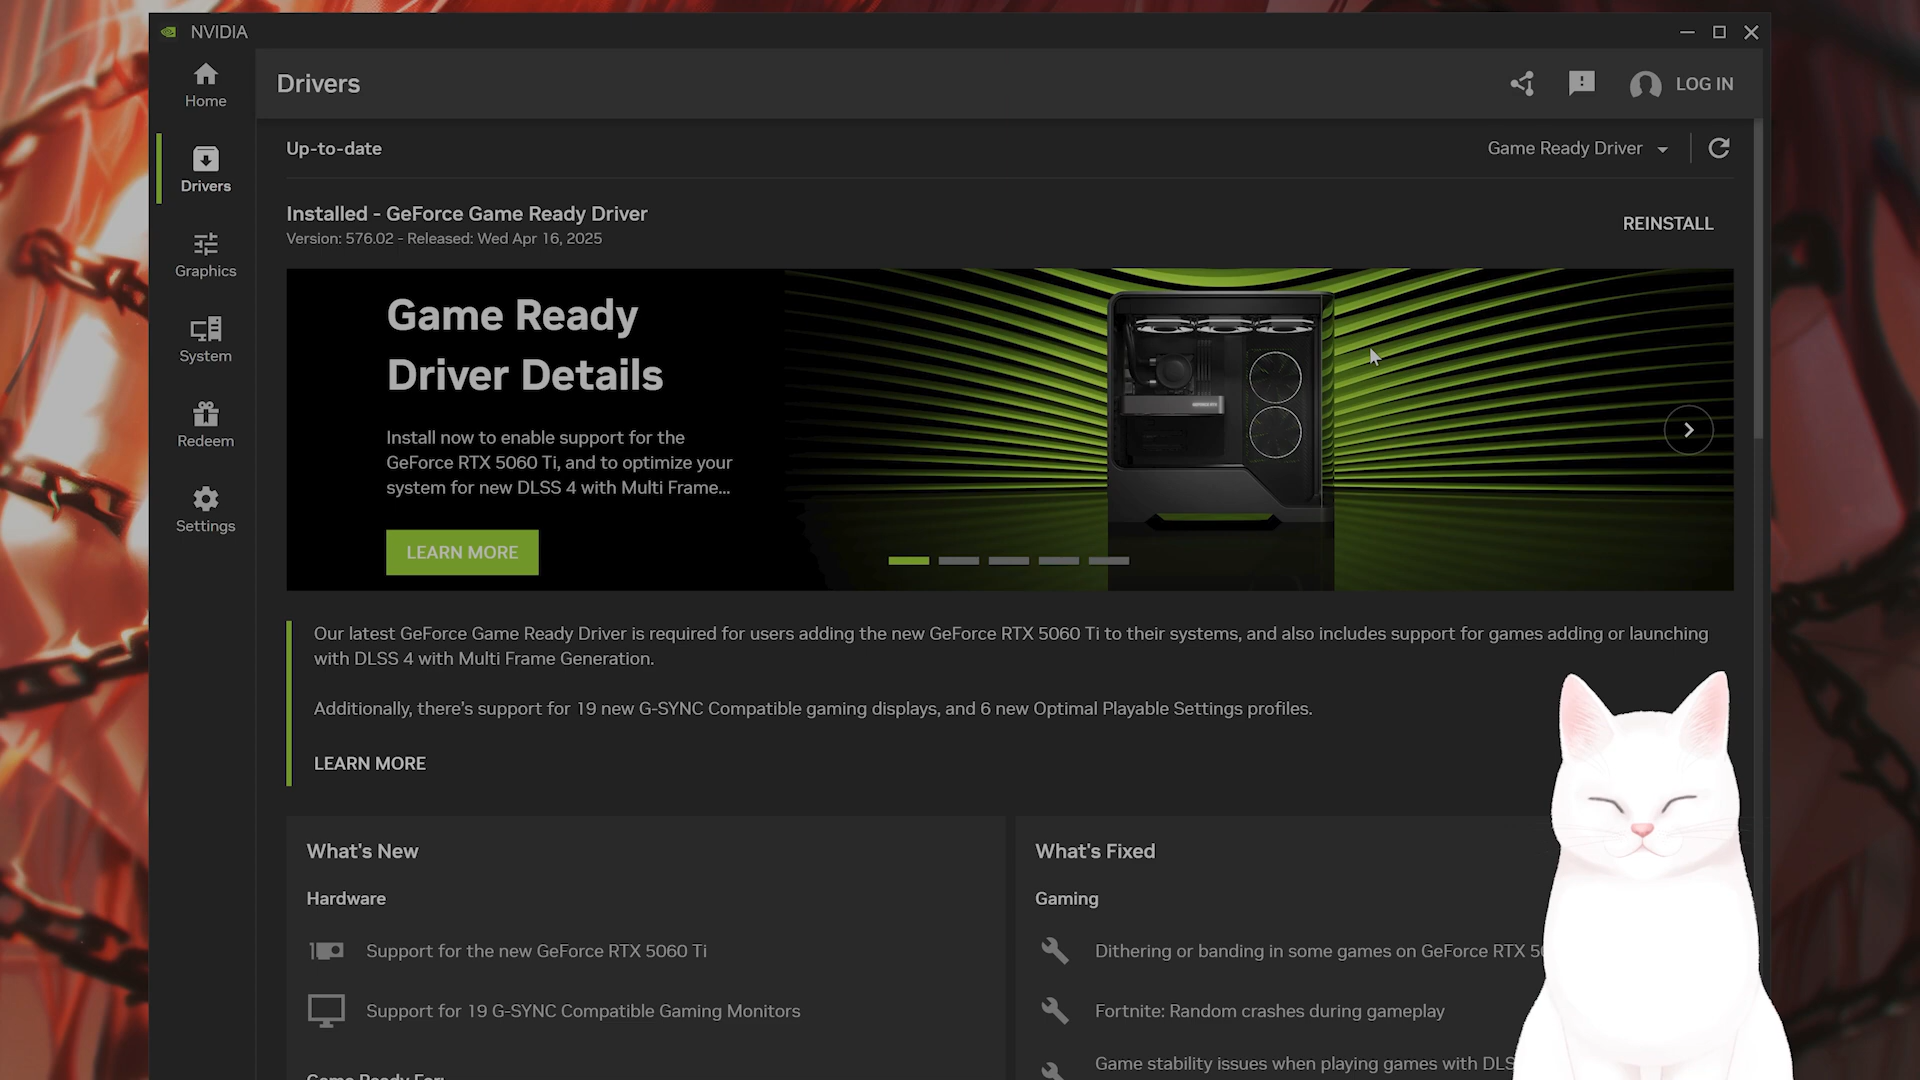 NVIDIA
Home
Drivers
Graphics
System
Redeem
Settings
Drivers
LOG IN
Up-to-date
Game Ready Driver
Installed - GeForce Game Ready Driver
Version: 576.02 - Released: Wed Apr 16, 2025
REINSTALL
Game Ready
Driver Details
Install now to enable support for the
GeForce RTX 5060 Ti, and to optimize your
system for new DLSS 4 with Multi Frame...
LEARN MORE
Our latest GeForce Game Ready Driver is required for users adding the new GeForce RTX 5060 Ti to their systems, and also includes support for games adding or launching
with DLSS 4 with Multi Frame Generation.
Additionally, there's support for 19 new G-SYNC Compatible gaming displays, and 6 new Optimal Playable Settings profiles.
LEARN MORE
What's New
Hardware
Support for the new GeForce RTX 5060 Ti
Support for 19 G-SYNC Compatible Gaming Monitors
Game Ready For:
What's Fixed
Gaming
Dithering or banding in some games on GeForce RTX
Fortnite: Random crashes during gameplay
Game stability issues when playing games with